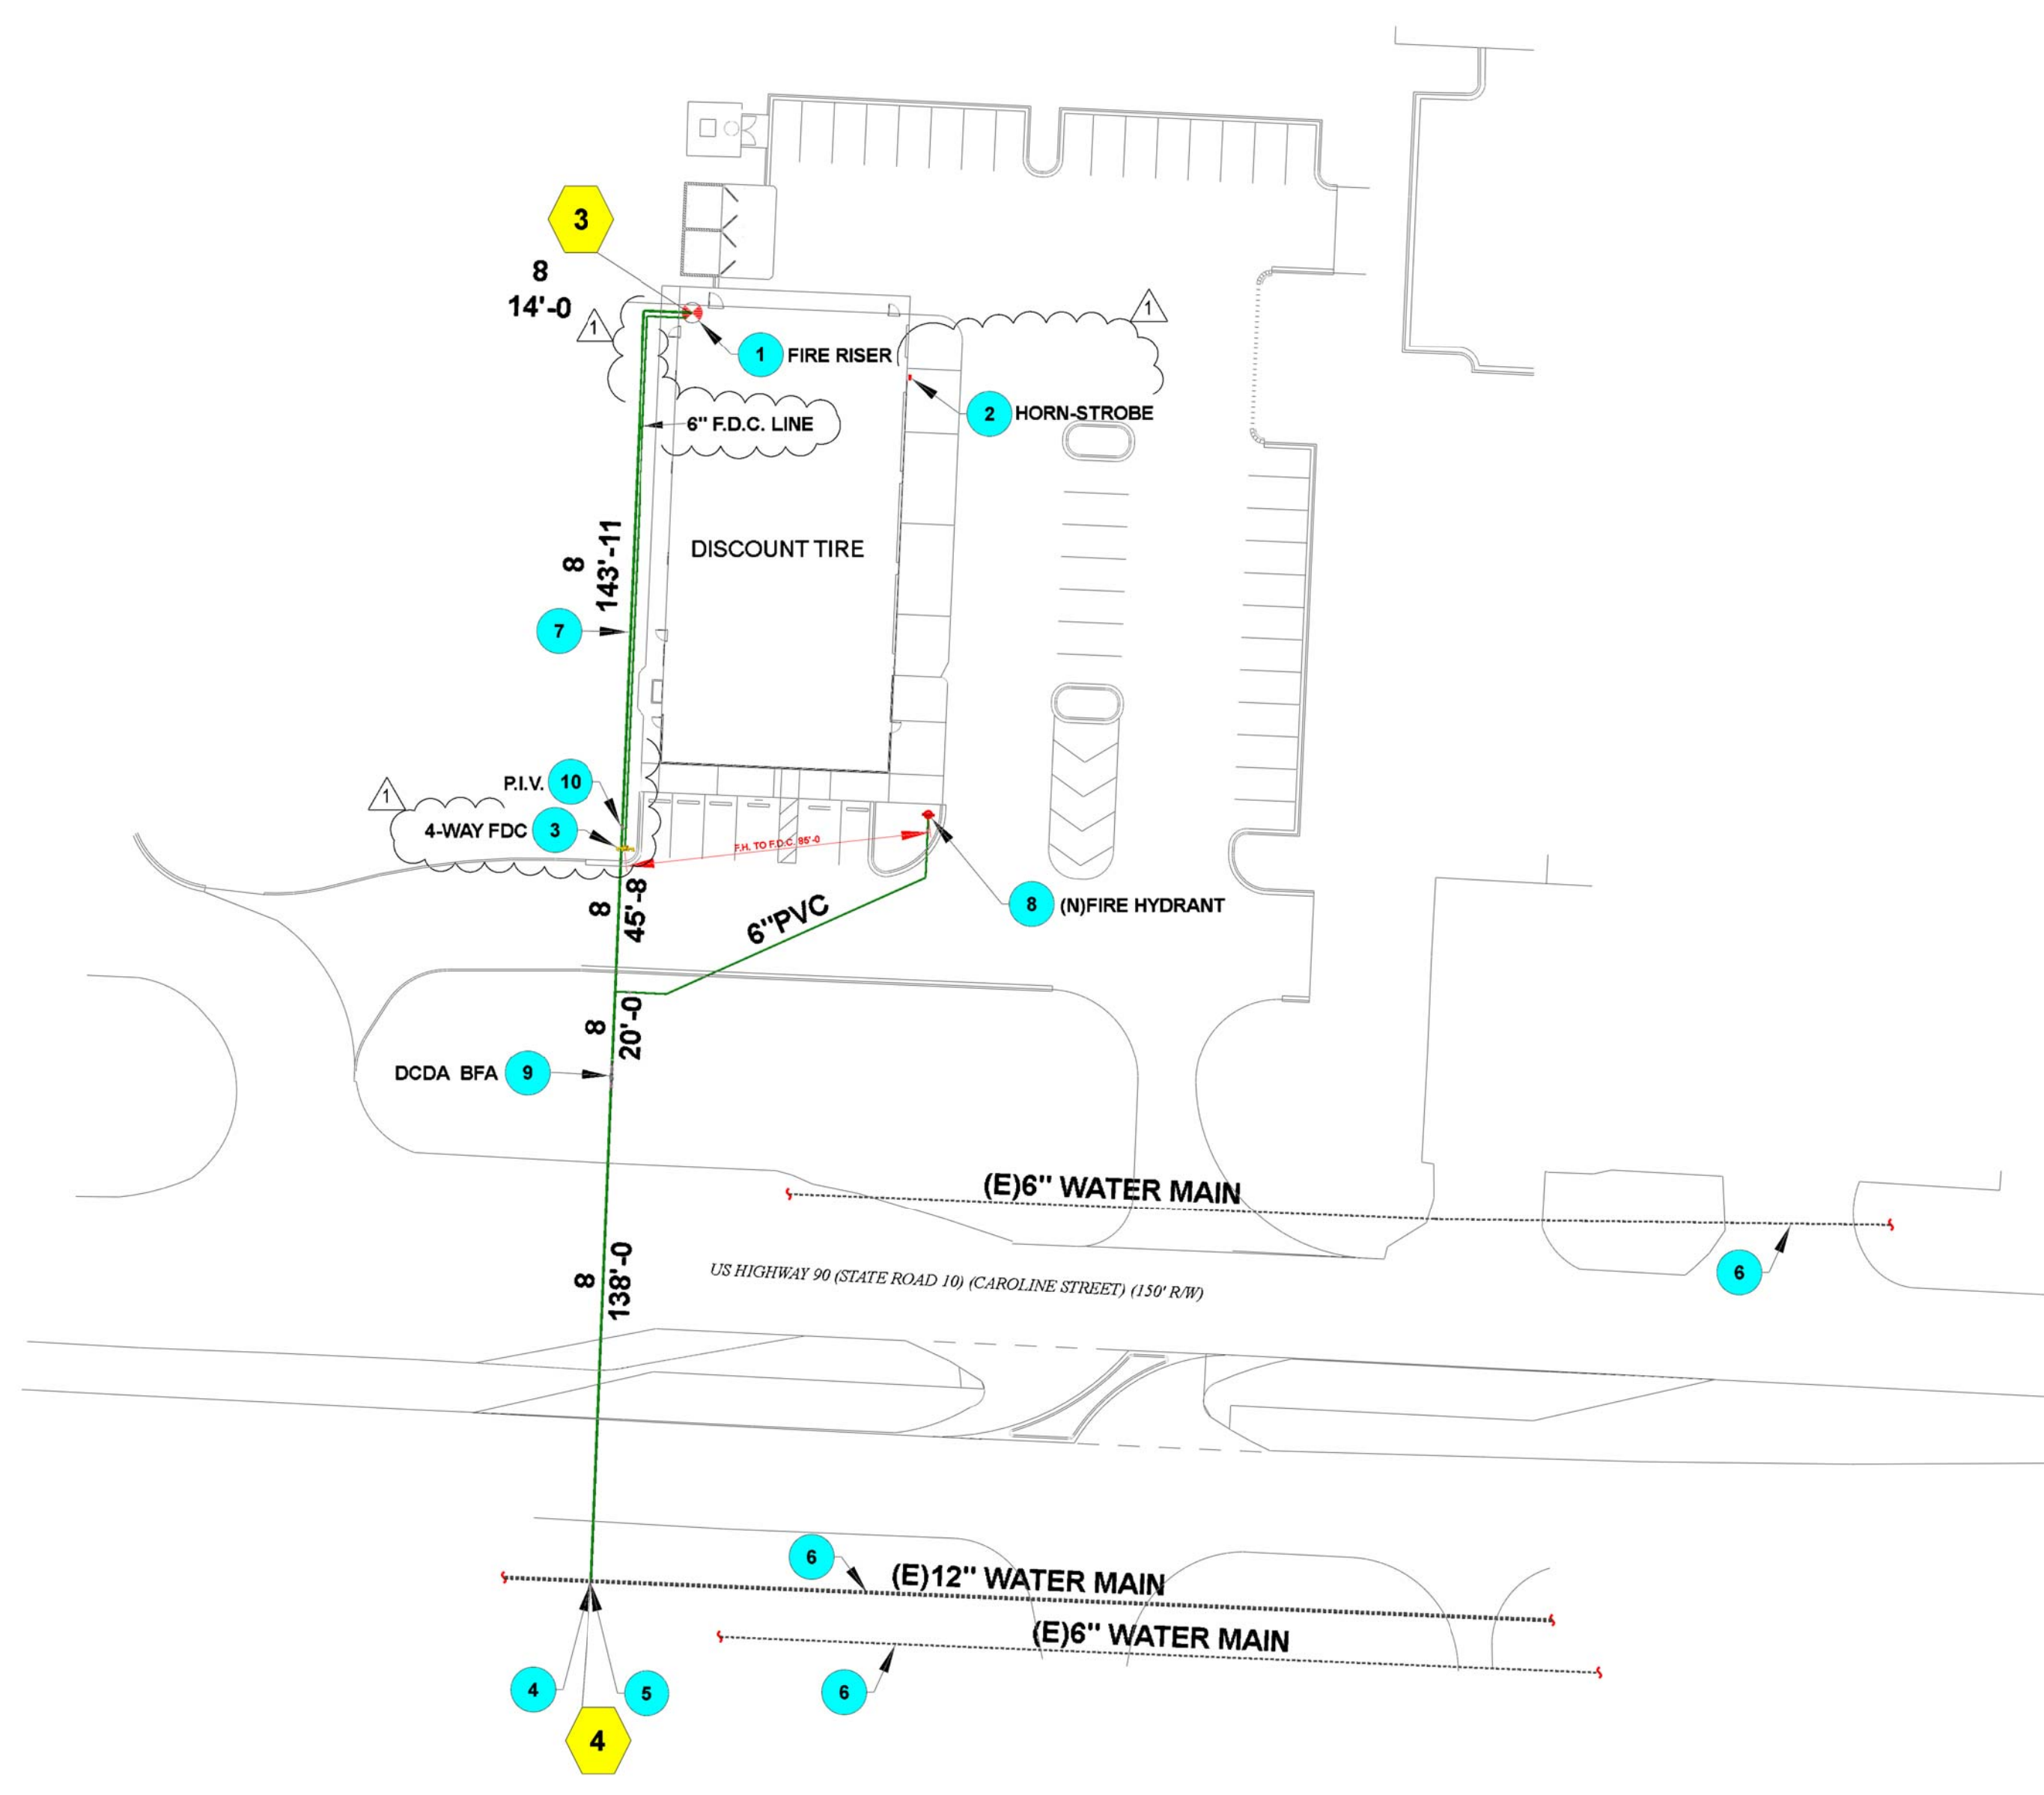 3
8
14'-0
1
1
1 FIRE RISER
2 HORN-STROBE
6" F.D.C. LINE
8
143'-11
DISCOUNT TIRE
7
P.I.V. 10
1
4-WAY FDC 3
F.H. TO F.D.C. 85'-0
8
45'-8
6"PVC
8 (N)FIRE HYDRANT
8
20'-0
DCDA BFA 9
(E)6" WATER MAIN
6
8
138'-0
US HIGHWAY 90 (STATE ROAD 10) (CAROLINE STREET) (150' R/W)
6
(E)12" WATER MAIN
(E)6" WATER MAIN
4
5
6
4